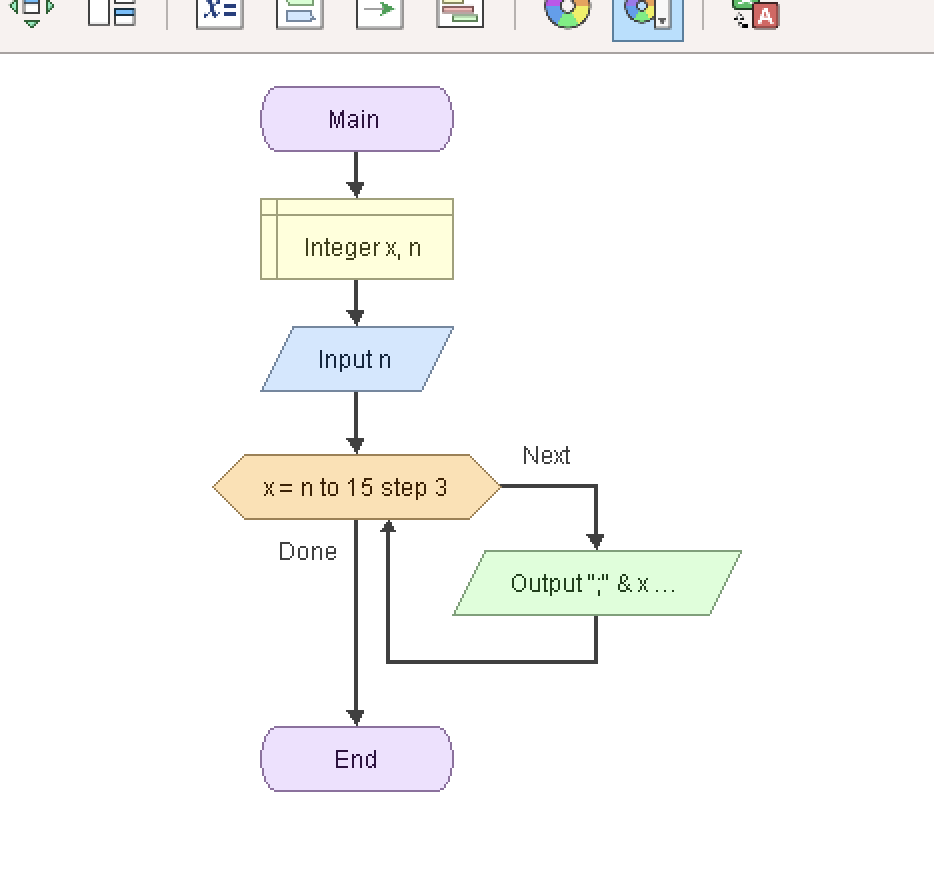 x=
A
Main
Integer x, n
Input n
Next
x = n to 15 step 3
Done
Output ";" & x ...
End